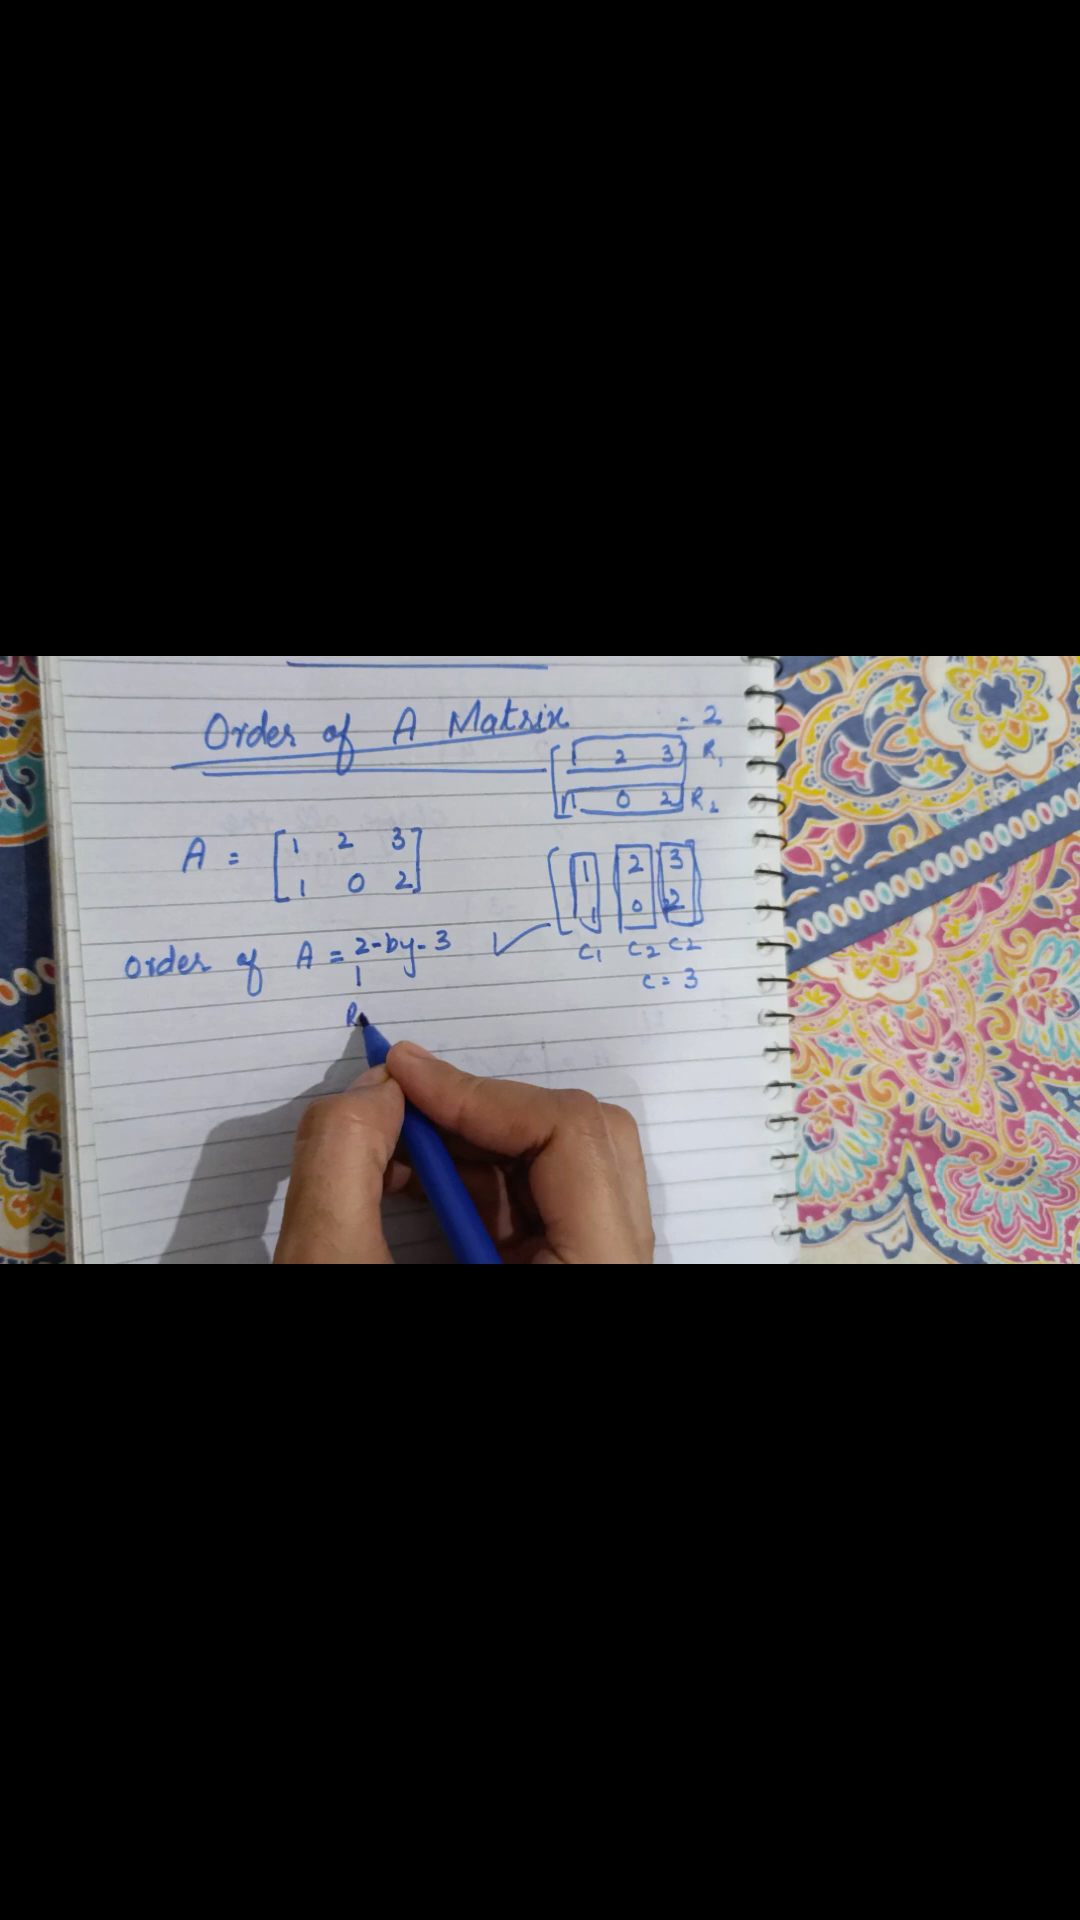 Order of A Matrix
= 2
1 2 3 R1
1 0 2 R2
A = [1 2 3
1 0 2]
[1 2 3
1 0 2]
C1 C2 C2
C = 3
Order of A = 2-by-3
R